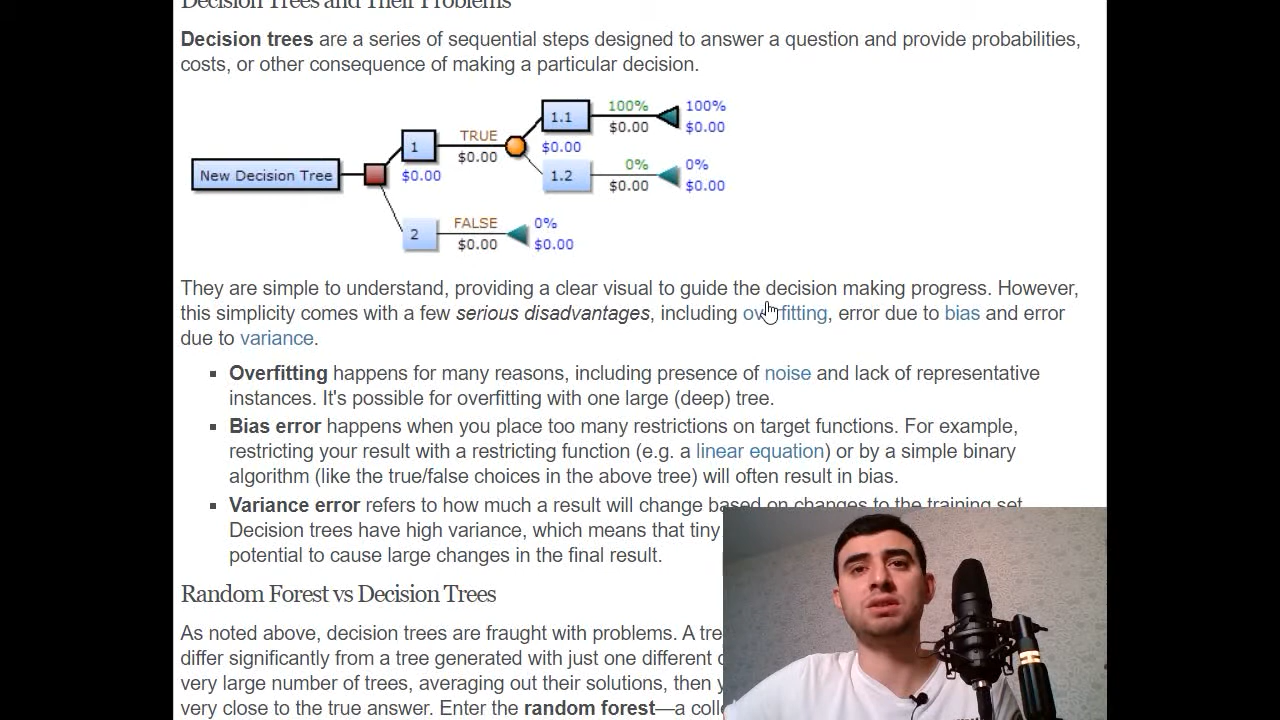 Decision Trees and Their Problems
Decision trees are a series of sequential steps designed to answer a question and provide probabilities,
costs, or other consequence of making a particular decision.
New Decision Tree
1
$0.00
TRUE
$0.00
1.1
$0.00
100%
$0.00
100%
$0.00
1.2
0%
$0.00
0%
$0.00
2
FALSE
$0.00
0%
$0.00
They are simple to understand, providing a clear visual to guide the decision making progress. However,
this simplicity comes with a few serious disadvantages, including overfitting, error due to bias and error
due to variance.
Overfitting happens for many reasons, including presence of noise and lack of representative
instances. It's possible for overfitting with one large (deep) tree.
Bias error happens when you place too many restrictions on target functions. For example,
restricting your result with a restricting function (e.g. a linear equation) or by a simple binary
algorithm (like the true/false choices in the above tree) will often result in bias.
Variance error refers to how much a result will change based on changes to the training set.
Decision trees have high variance, which means that tiny
potential to cause large changes in the final result.
Random Forest vs Decision Trees
As noted above, decision trees are fraught with problems. A tre
differ significantly from a tree generated with just one different
very large number of trees, averaging out their solutions, then
very close to the true answer. Enter the random forest—a coll